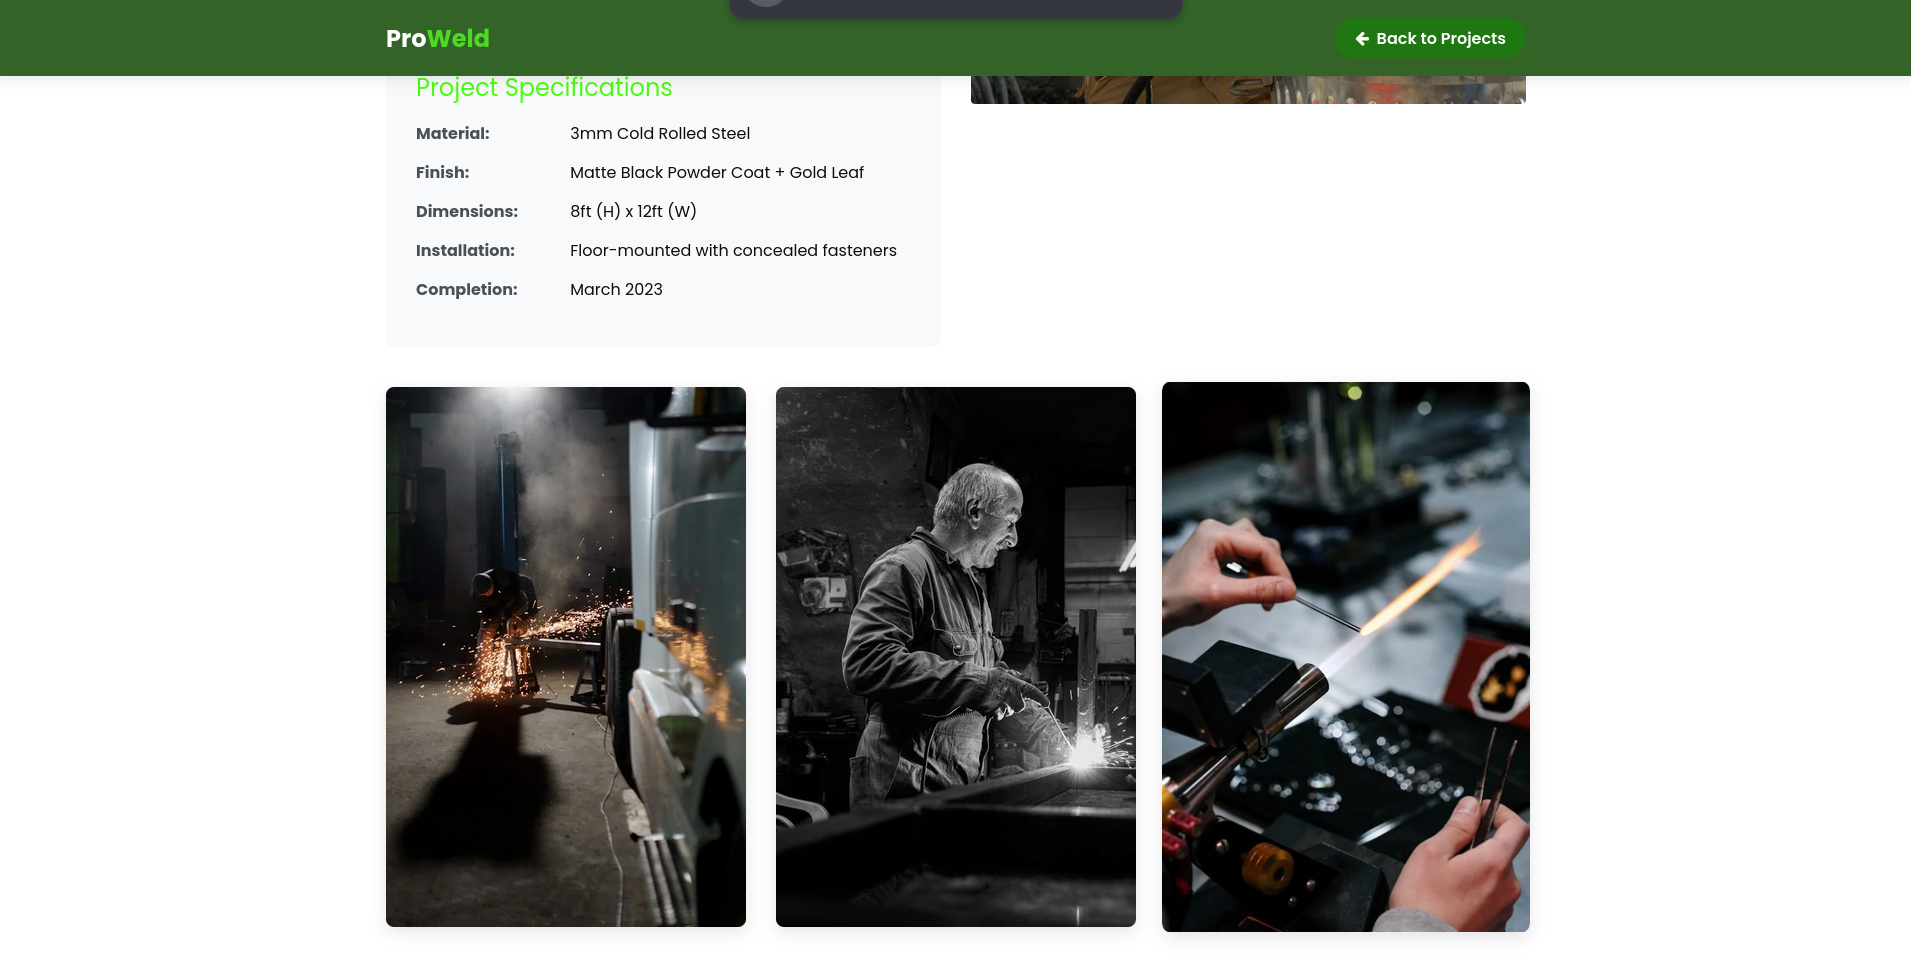 ProWeld
Back to Projects
Project Specifications
Material: 3mm Cold Rolled Steel
Finish: Matte Black Powder Coat + Gold Leaf
Dimensions: 8ft (H) x 12ft (W)
Installation: Floor-mounted with concealed fasteners
Completion: March 2023